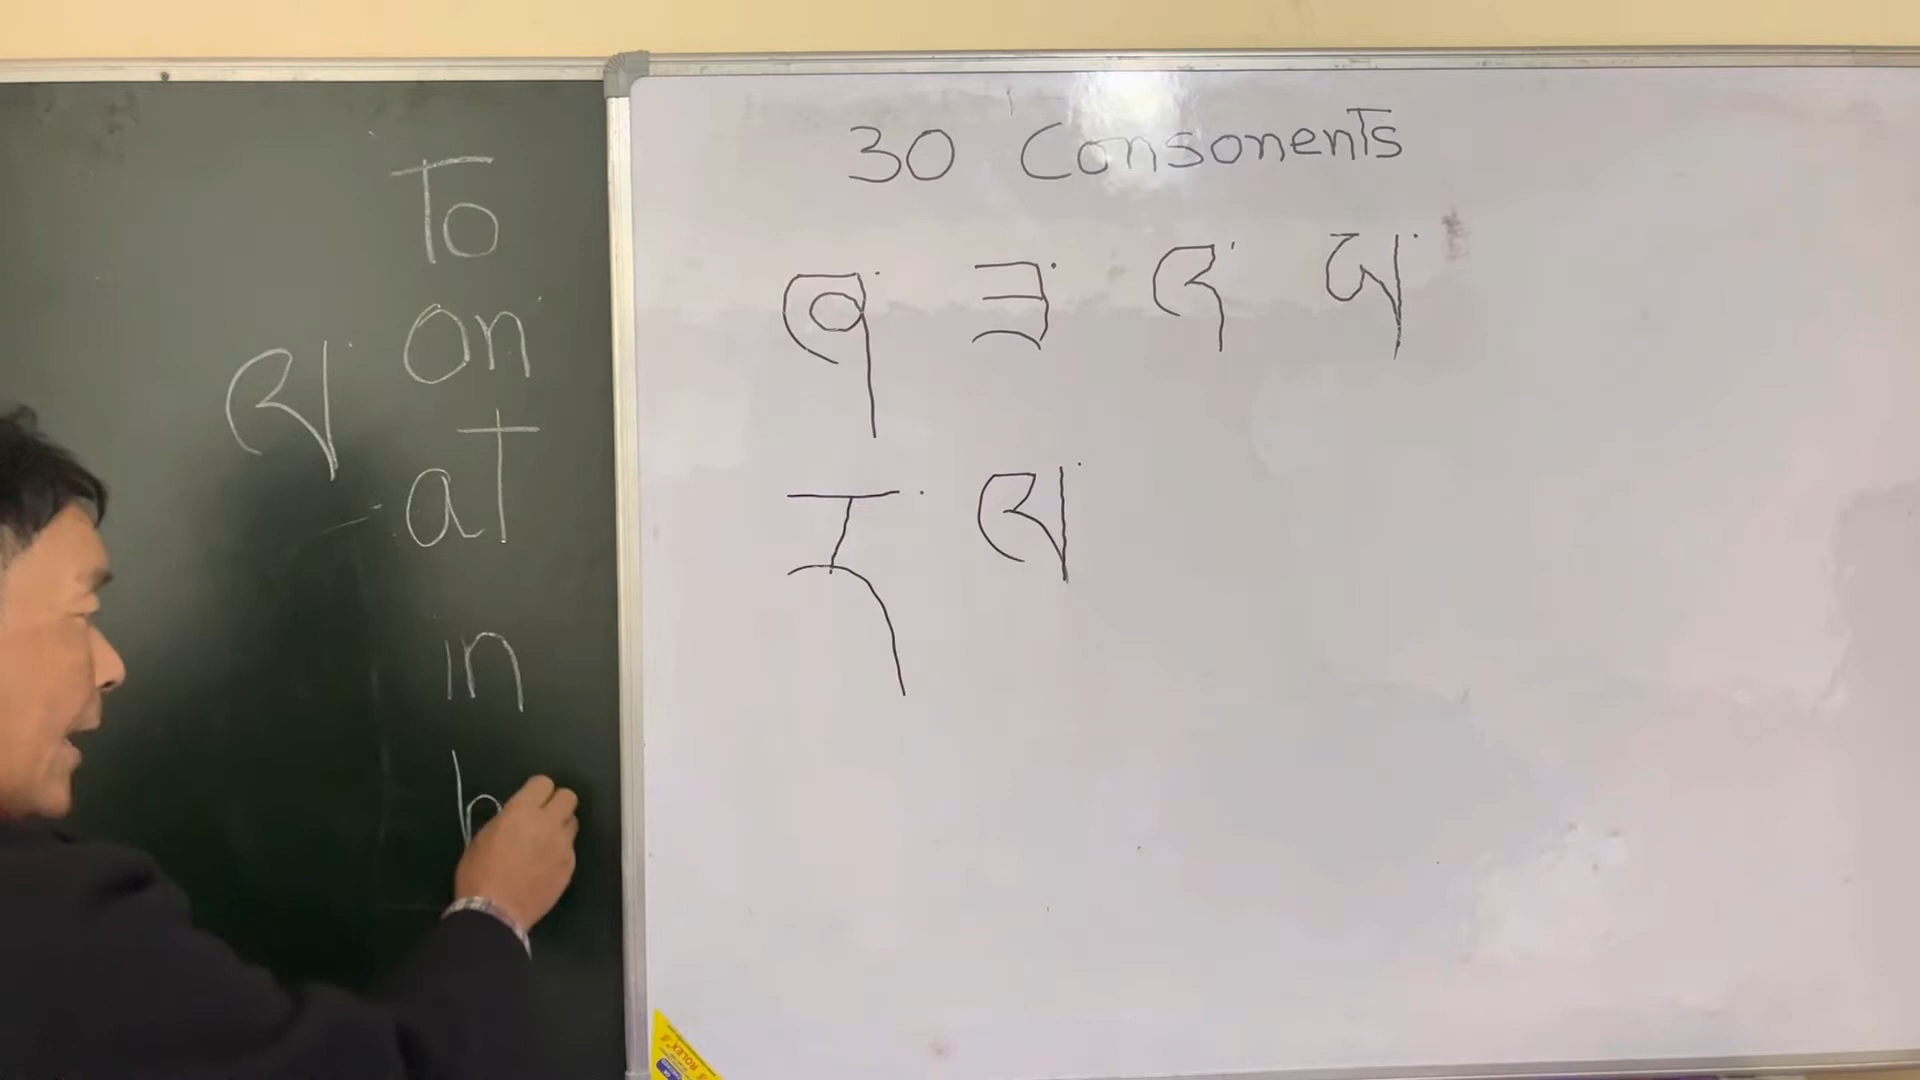 30 Consonents
ཞ་ ཟ་ འ་ ཡ་
ར་ ལ་
ལ་
To
on
at
in